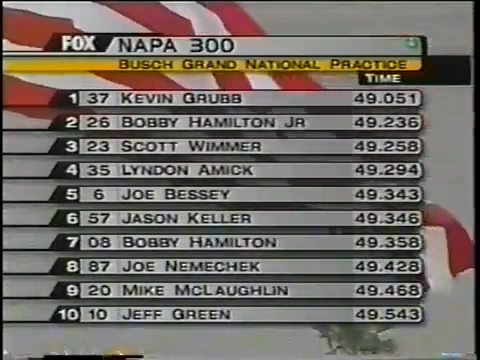 FOX NAPA 300
BUSCH GRAND NATIONAL PRACTICE
TIME
1 37 KEVIN GRUBB 49.051
2 26 BOBBY HAMILTON JR 49.236
3 23 SCOTT WIMMER 49.258
4 35 LYNDON AMICK 49.294
5 6 JOE BESSEY 49.343
6 57 JASON KELLER 49.346
7 08 BOBBY HAMILTON 49.358
8 87 JOE NEMECHEK 49.428
9 20 MIKE MCLAUGHLIN 49.468
10 10 JEFF GREEN 49.543